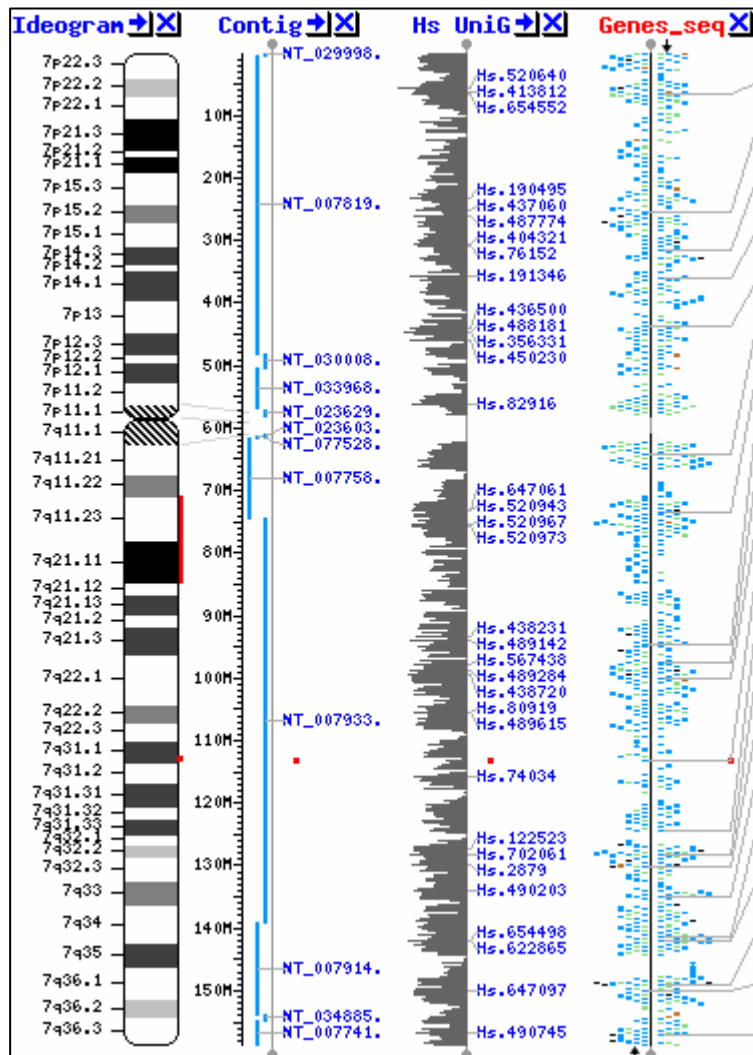 Ideogram Contig Hs UniG Genes_seq
7p22.3
7p22.2
7p22.1
7p21.3
7p21.2
7p21.1
7p15.3
7p15.2
7p15.1
7p14.3
7p14.2
7p14.1
7p13
7p12.3
7p12.2
7p12.1
7p11.2
7p11.1
7q11.1
7q11.21
7q11.22
7q11.23
7q21.11
7q21.12
7q21.13
7q21.2
7q21.3
7q22.1
7q22.2
7q22.3
7q31.1
7q31.2
7q31.31
7q31.32
7q31.33
7q32.1
7q32.2
7q32.3
7q33
7q34
7q35
7q36.1
7q36.2
7q36.3
10M
20M
30M
40M
50M
60M
70M
80M
90M
100M
110M
120M
130M
140M
150M
NT_029998.
NT_007819.
NT_030008.
NT_033968.
NT_023629.
NT_023603.
NT_077528.
NT_007758.
NT_007933.
NT_007914.
NT_034885.
NT_007741.
Hs.520640
Hs.413812
Hs.654552
Hs.190495
Hs.437060
Hs.487774
Hs.404321
Hs.76152
Hs.191346
Hs.436500
Hs.488181
Hs.356331
Hs.450230
Hs.82916
Hs.647061
Hs.520943
Hs.520967
Hs.520973
Hs.438231
Hs.489142
Hs.567438
Hs.489284
Hs.438720
Hs.80919
Hs.489615
Hs.74034
Hs.122523
Hs.702061
Hs.2879
Hs.490203
Hs.654498
Hs.622865
Hs.647097
Hs.490745